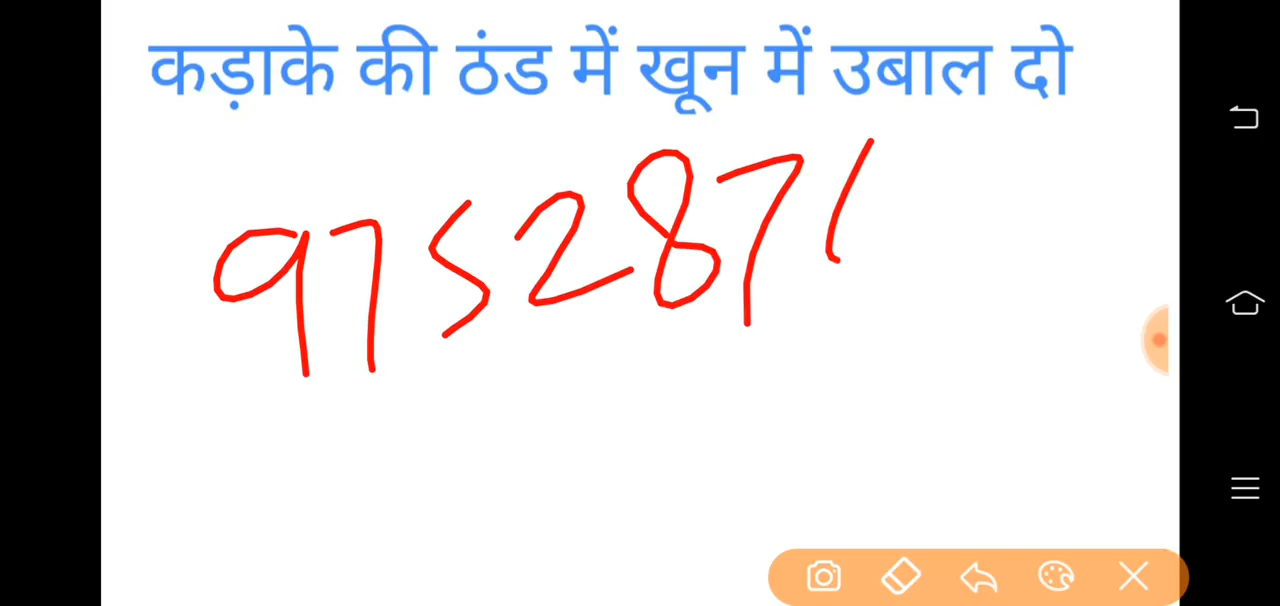 कड़ाके की ठंड में खून में उबाल दो
975287